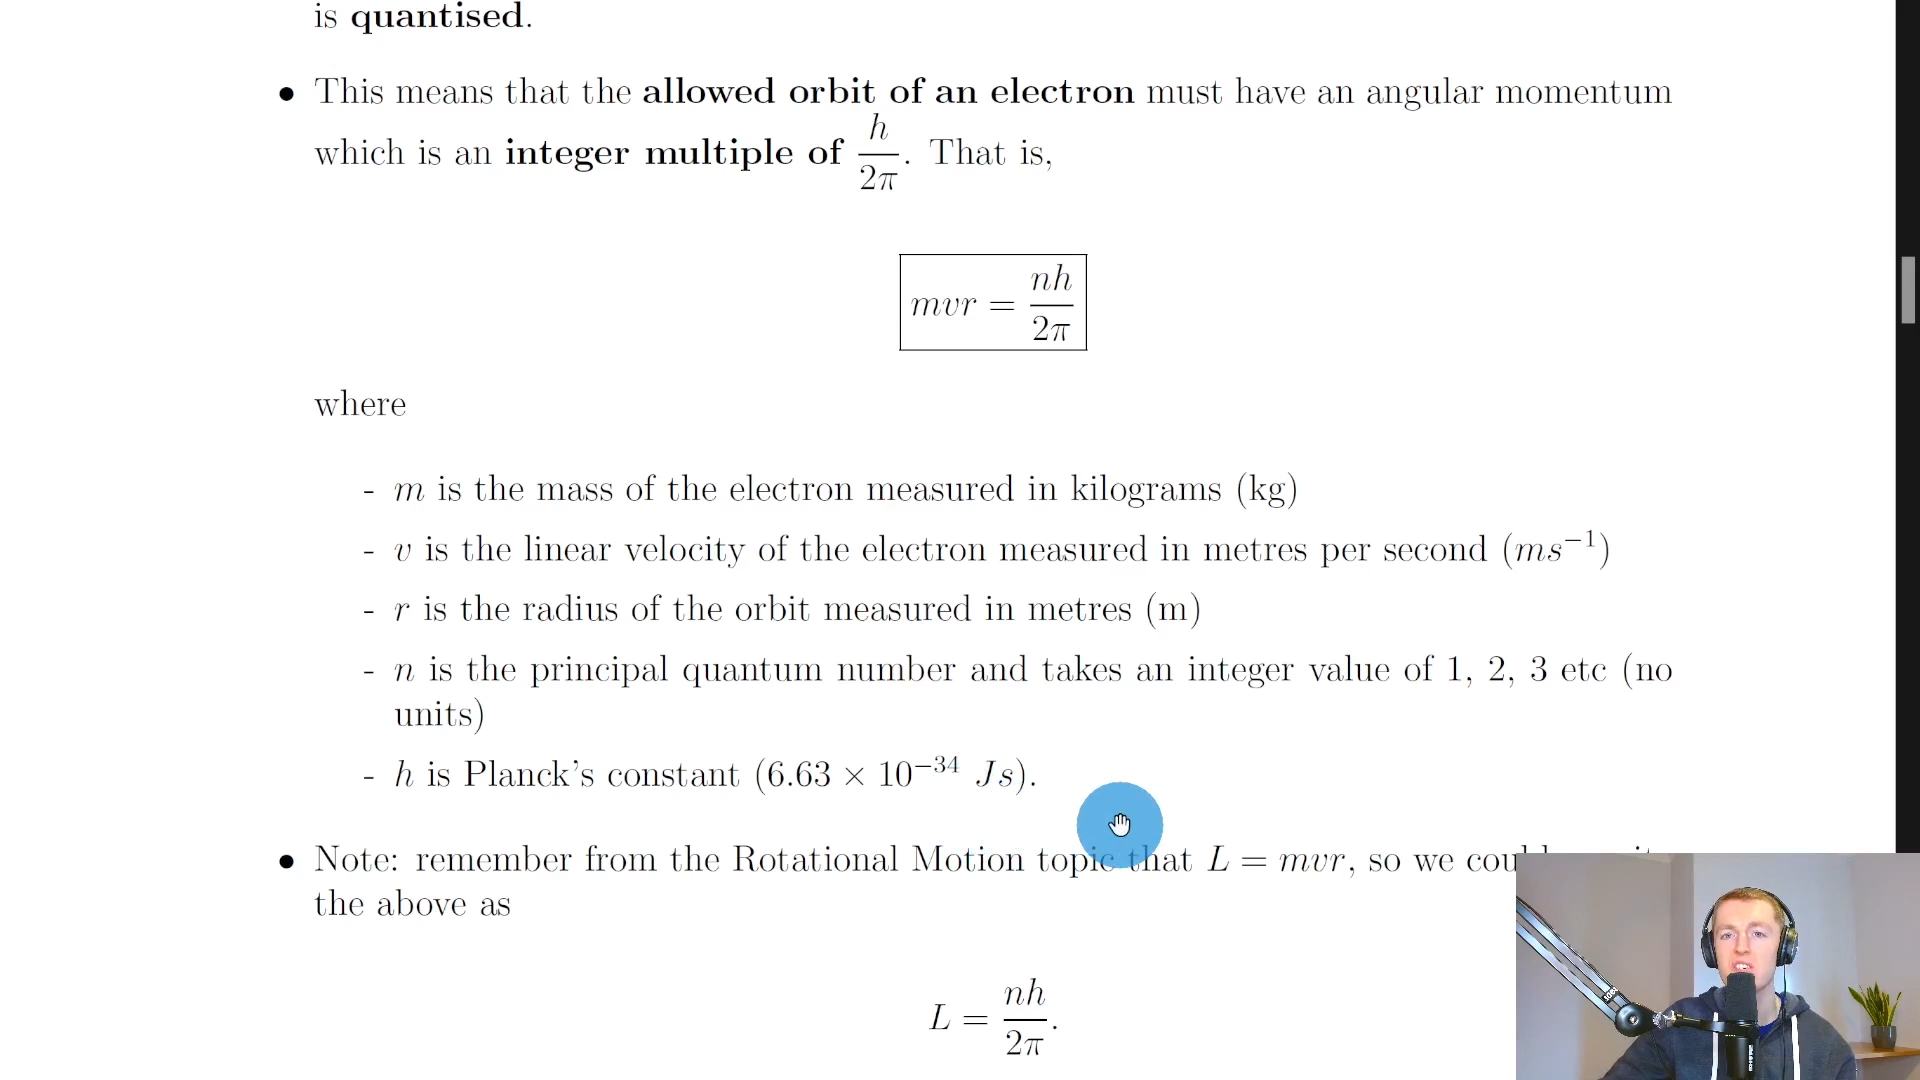 is quantised.
• This means that the allowed orbit of an electron must have an angular momentum
which is an integer multiple of h/2π. That is,
mvr = nh/2π
where
- m is the mass of the electron measured in kilograms (kg)
- v is the linear velocity of the electron measured in metres per second (ms⁻¹)
- r is the radius of the orbit measured in metres (m)
- n is the principal quantum number and takes an integer value of 1, 2, 3 etc (no
units)
- h is Planck's constant (6.63 × 10⁻³⁴ Js).
• Note: remember from the Rotational Motion topic that L = mvr, so we
the above as
L = nh/2π.